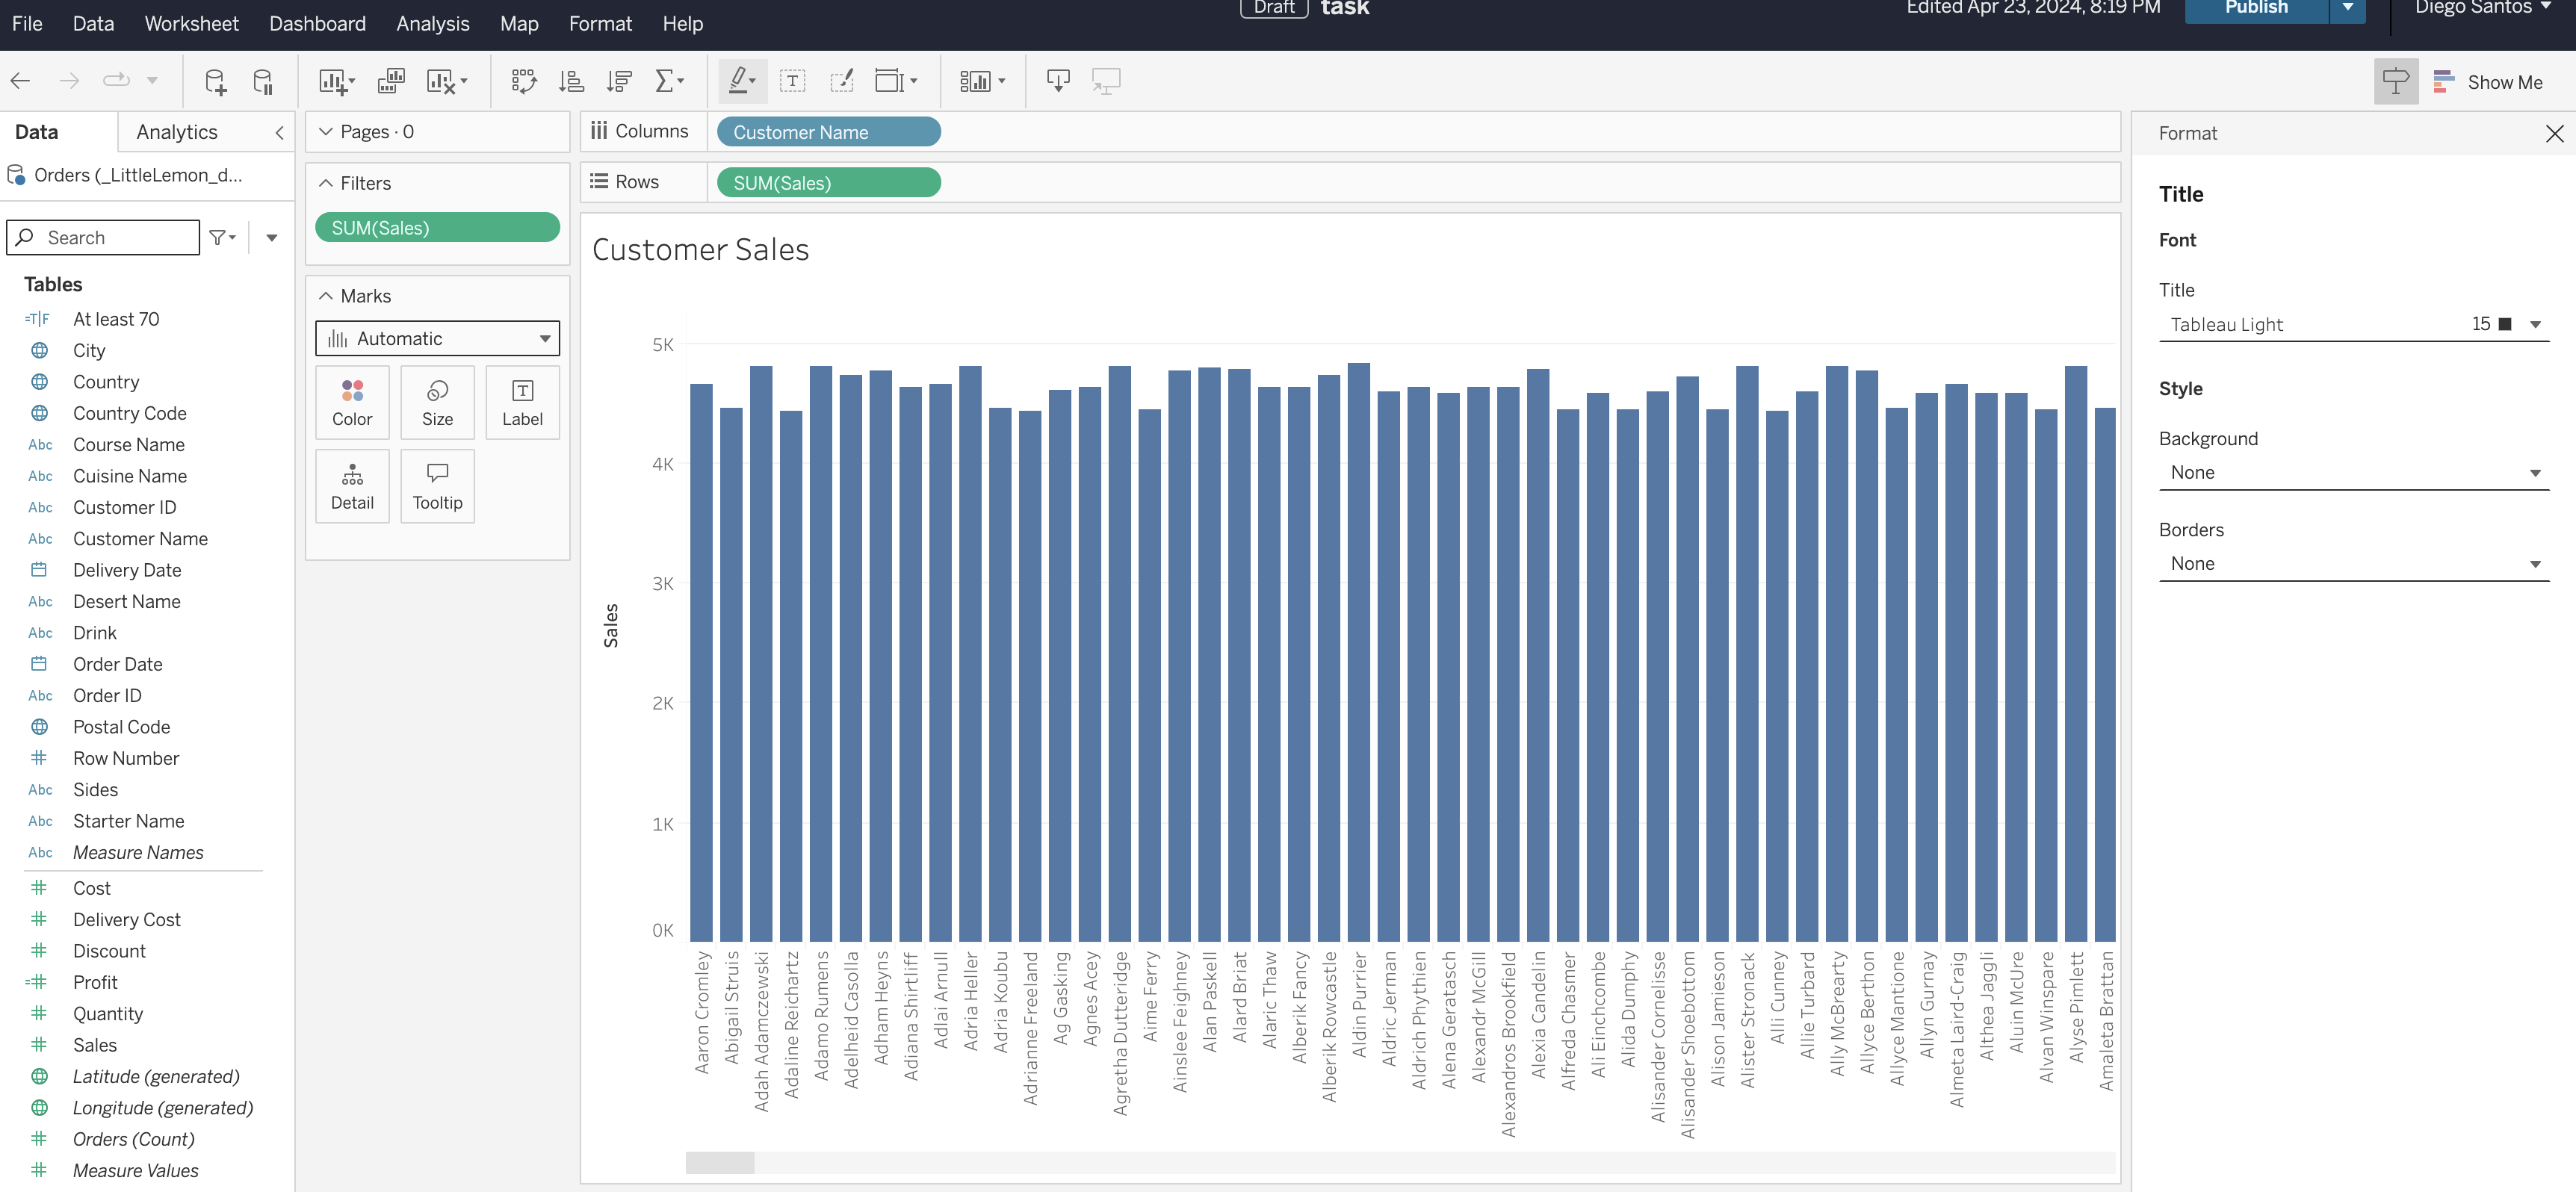 Draft task Edited Apr 23, 2024, 8:19 PM Publish Diego Santos
File Data Worksheet Dashboard Analysis Map Format Help
Show Me
Data Analytics
Orders (_LittleLemon_d...
Search
Tables
=T|F At least 70
City
Country
Country Code
Abc Course Name
Abc Cuisine Name
Abc Customer ID
Abc Customer Name
Delivery Date
Abc Desert Name
Abc Drink
Order Date
Abc Order ID
Postal Code
# Row Number
Abc Sides
Abc Starter Name
Abc Measure Names
# Cost
# Delivery Cost
# Discount
=# Profit
# Quantity
# Sales
Latitude (generated)
Longitude (generated)
# Orders (Count)
# Measure Values
Pages · 0
Filters
SUM(Sales)
Marks
Automatic
Color Size Label
Detail Tooltip
Columns Customer Name
Rows SUM(Sales)
Customer Sales
Sales
5K
4K
3K
2K
1K
0K
Aaron Cromley
Abigail Struis
Adah Adamczewski
Adaline Reichartz
Adamo Rumens
Adelheid Casolla
Adham Heyns
Adiana Shirtliff
Adlai Arnull
Adria Heller
Adria Koubu
Adrianne Freeland
Ag Gasking
Agnes Acey
Agretha Dutteridge
Aime Ferry
Ainslee Feighney
Alan Paskell
Alard Briat
Alaric Thaw
Alberik Fancy
Alberik Rowcastle
Aldin Purrier
Aldric Jerman
Aldrich Phythien
Alena Geratasch
Alexandr McGill
Alexandros Brookfield
Alexia Candelin
Alfreda Chasmer
Ali Einchcombe
Alida Dumphy
Alisander Cornelisse
Alisander Shoebottom
Alison Jamieson
Alister Stronack
Alli Cunney
Allie Turbard
Ally McBrearty
Allyce Berthon
Allyce Mantione
Allyn Gurnay
Almeta Laird-Craig
Althea Jaggli
Aluin McUre
Alvan Winspare
Alyse Pimlett
Amaleta Brattan
Format
Title
Font
Title
Tableau Light 15
Style
Background
None
Borders
None